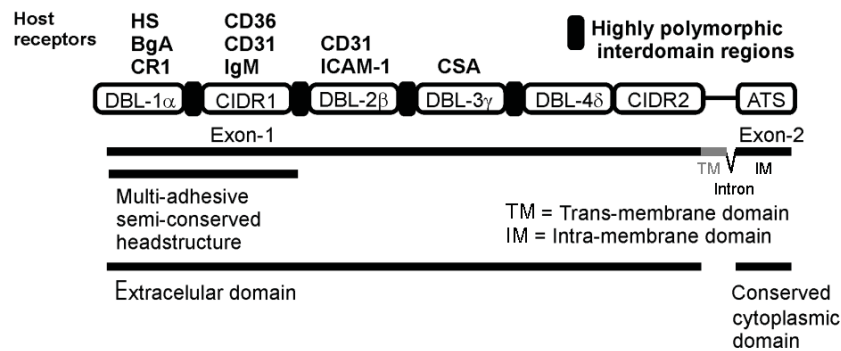 Host
receptors
HS
BgA
CR1
CD36
CD31
IgM
CD31
ICAM-1
CSA
Highly polymorphic
interdomain regions
DBL-1α CIDR1 DBL-2β DBL-3γ DBL-4δ CIDR2 ATS
Exon-1 Exon-2
TM IM
Intron
Multi-adhesive
semi-conserved
headstructure
TM = Trans-membrane domain
IM = Intra-membrane domain
Extracelular domain
Conserved
cytoplasmic
domain